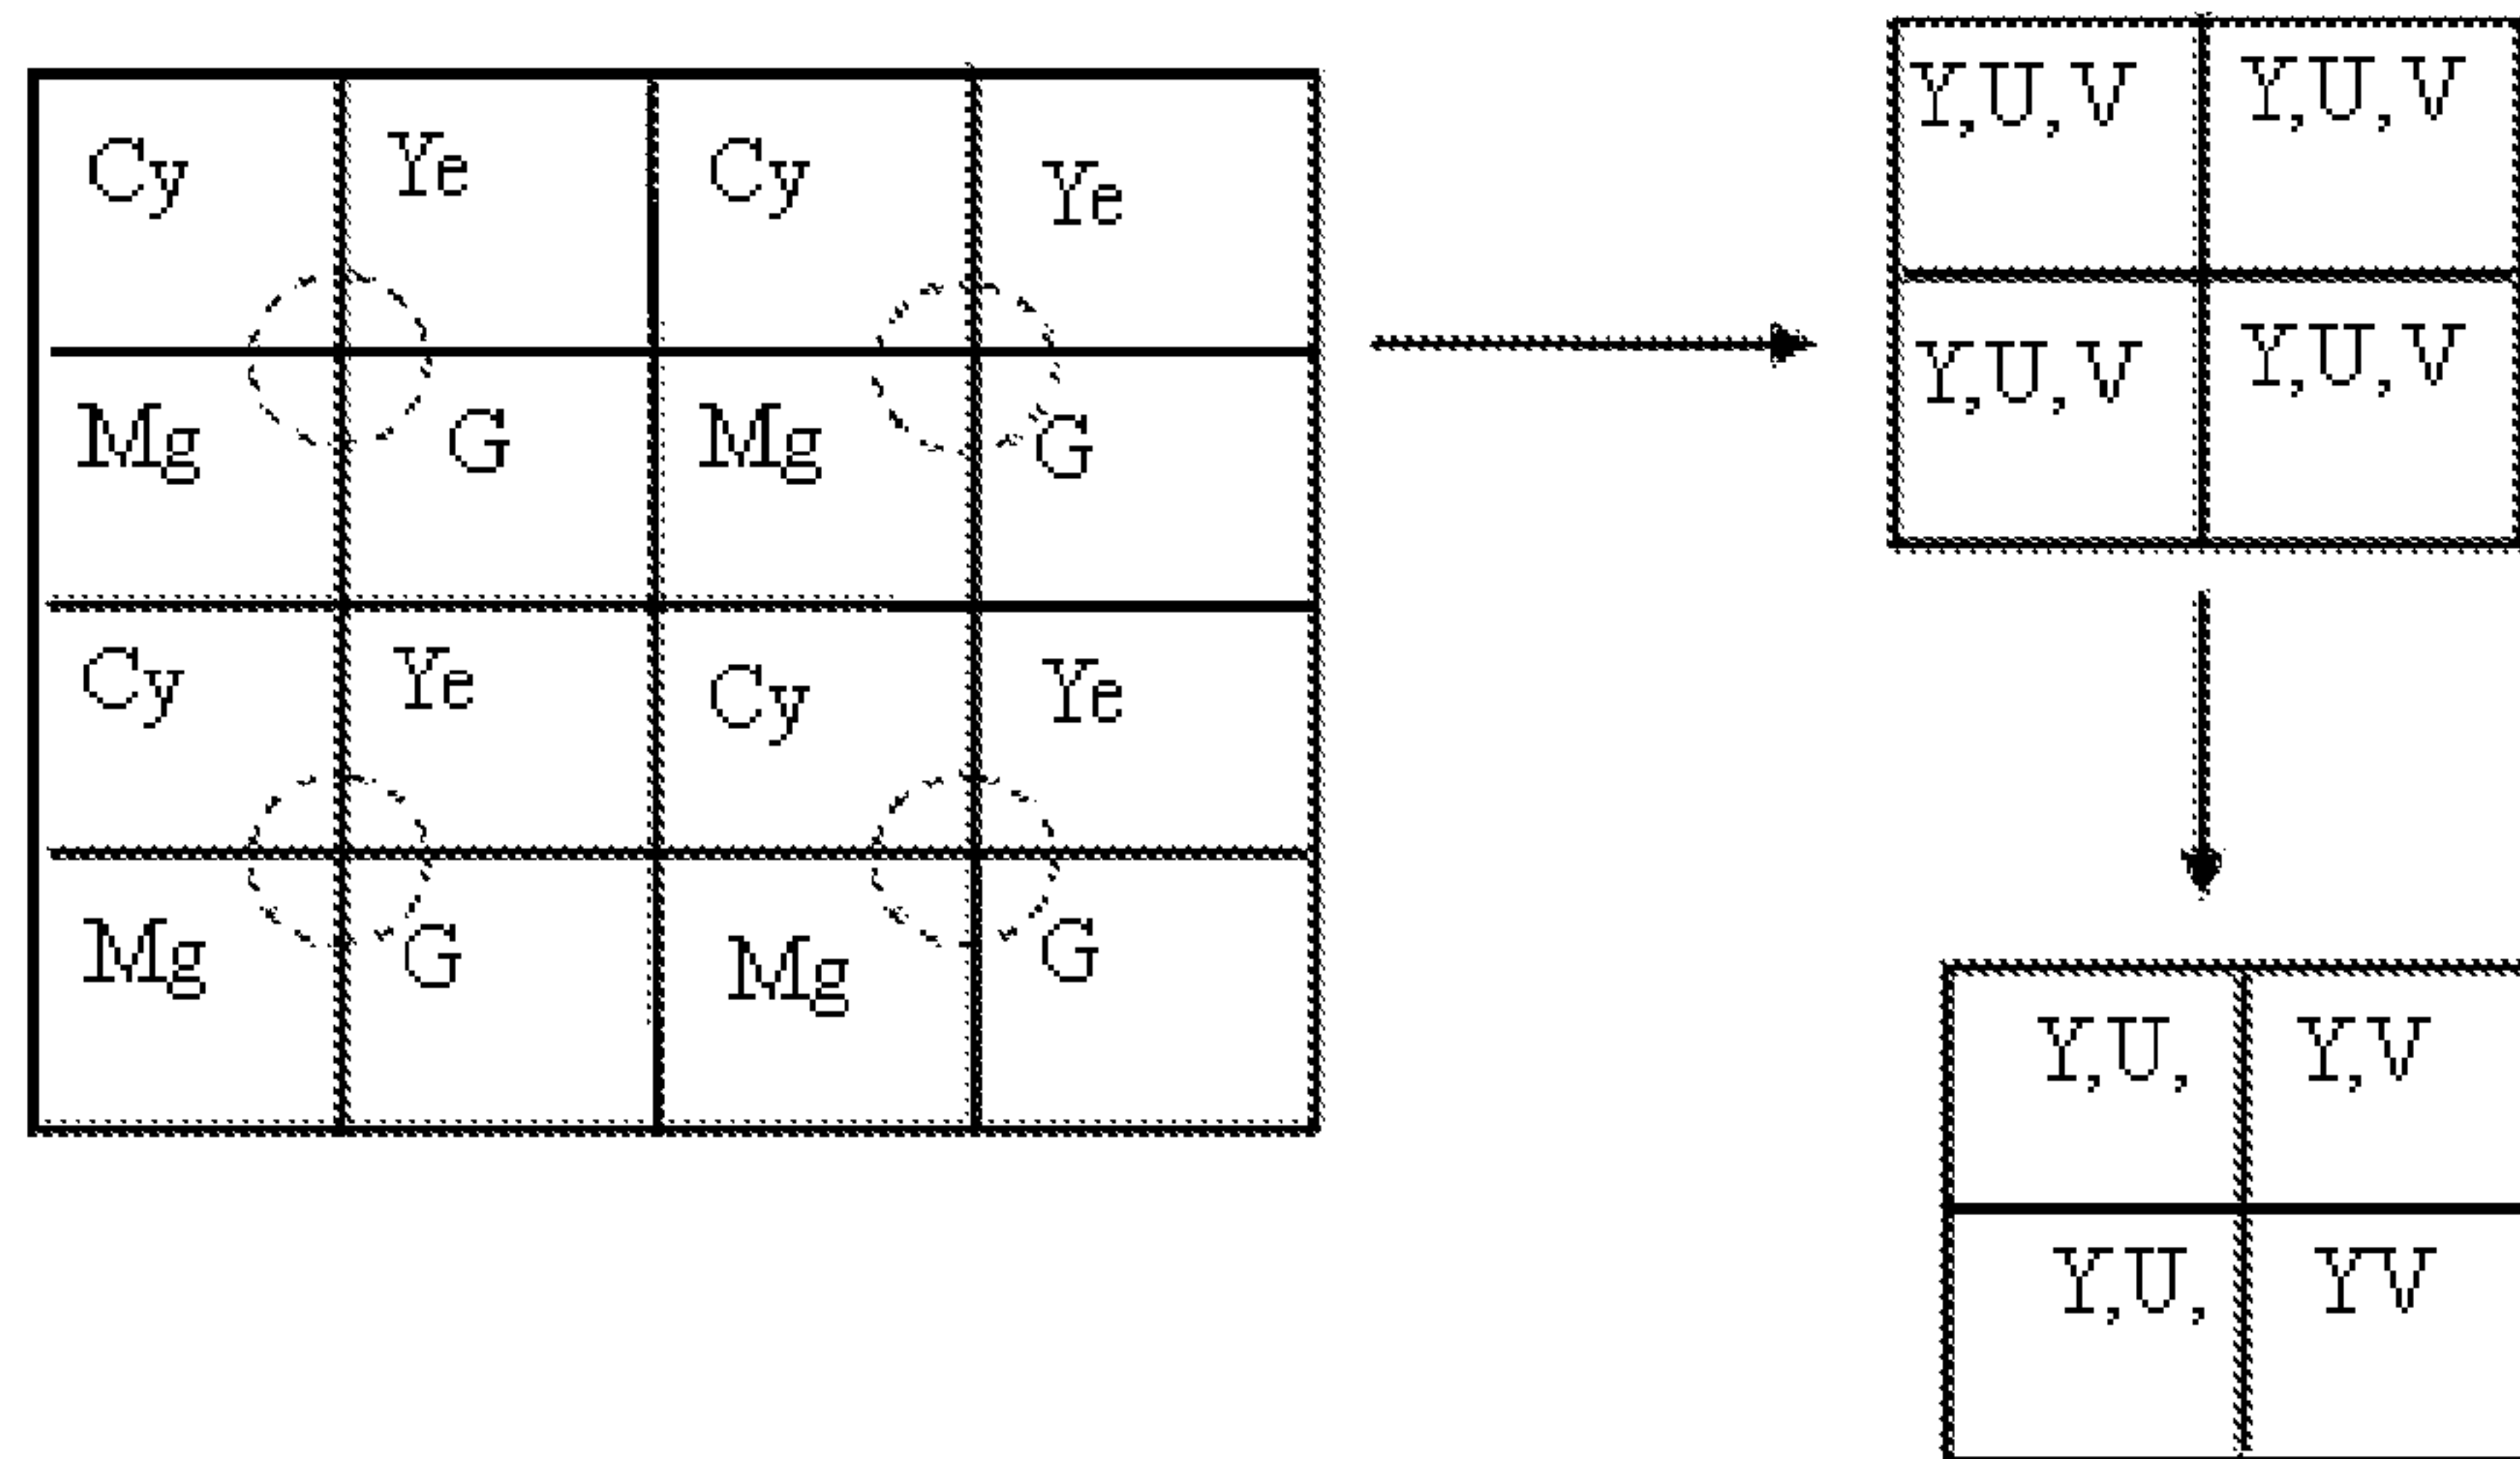 Cy Ye Cy Ye
Mg G Mg G
Cy Ye Cy Ye
Mg G Mg G
Y,U,V Y,U,V
Y,U,V Y,U,V
Y,U, Y,V
Y,U, YV